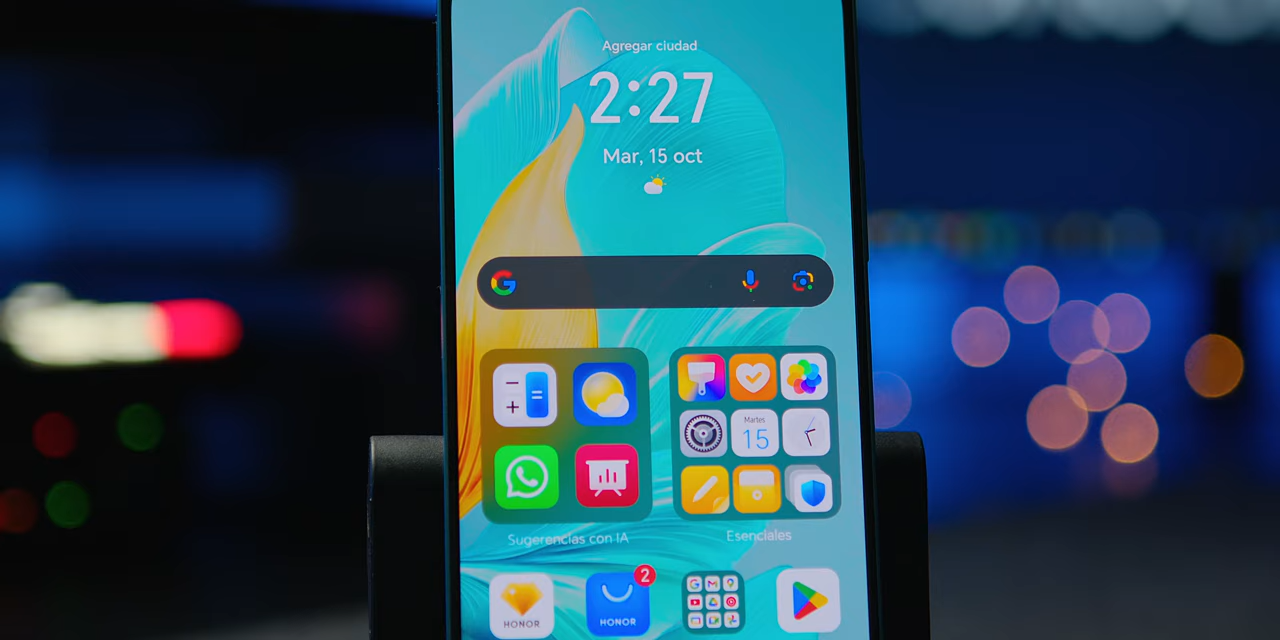 Agregar ciudad
2:27
Mar, 15 oct
Martes
15
Sugerencias con IA
Esenciales
2
HONOR
HONOR